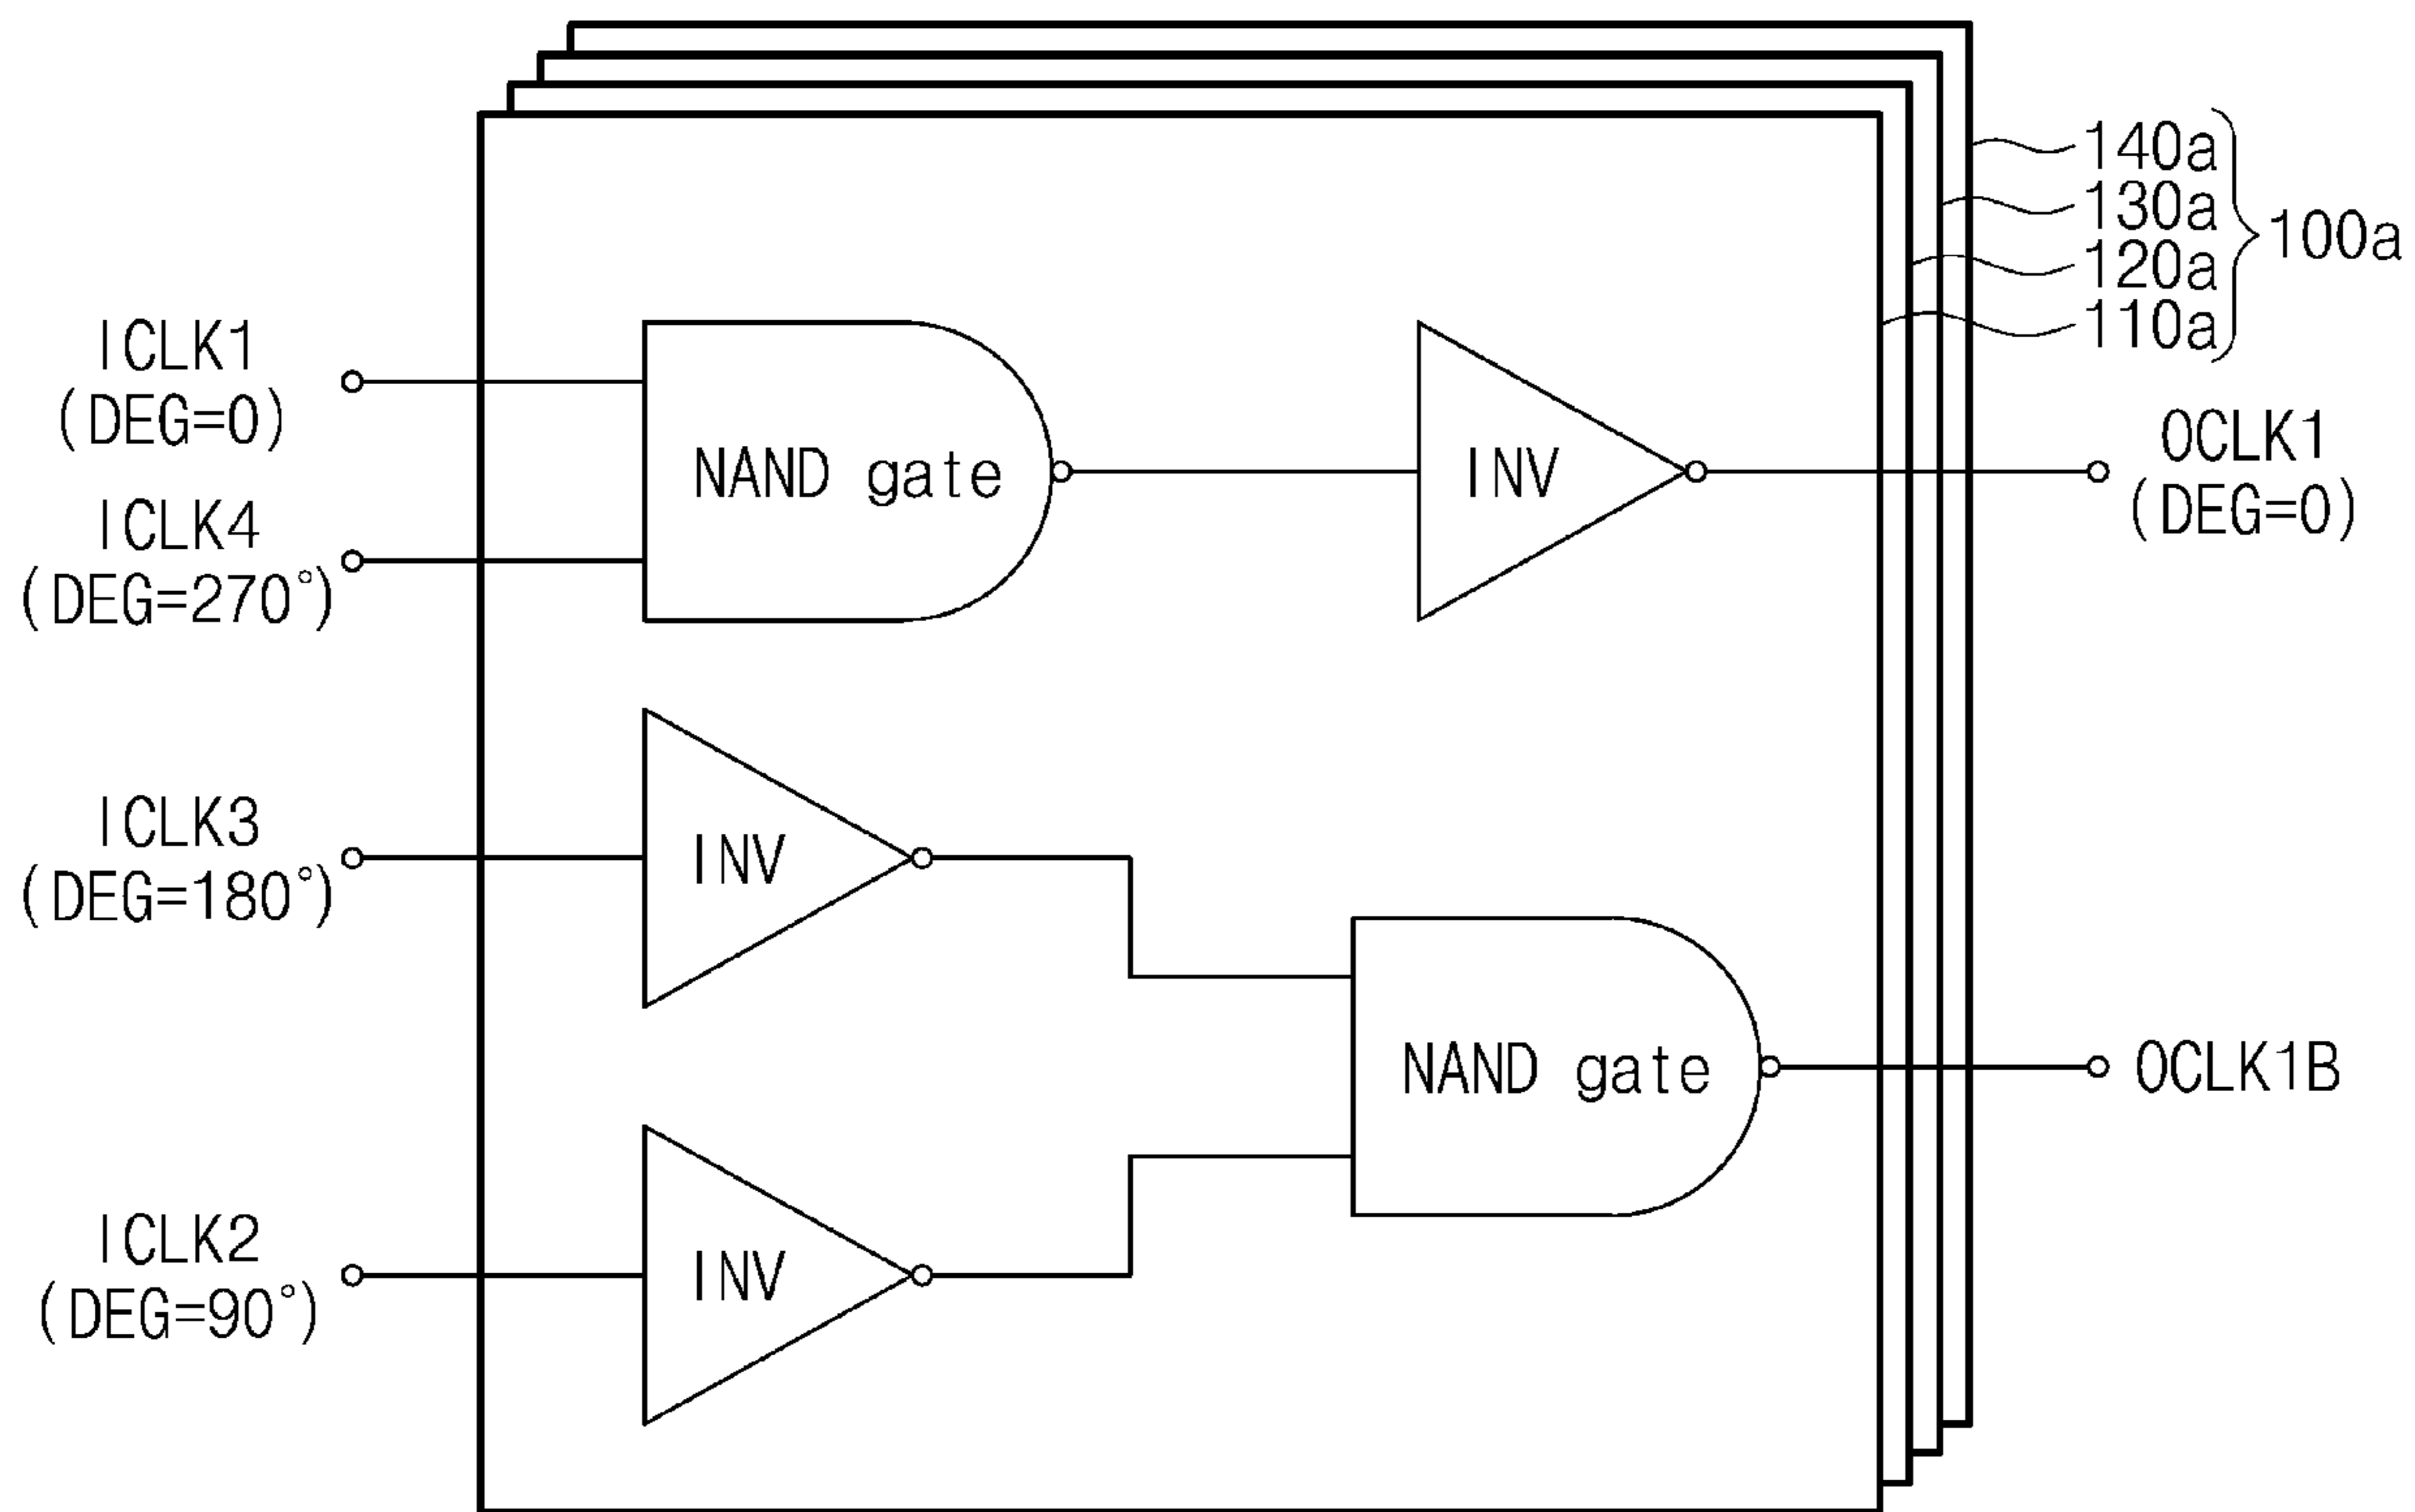 140a
130a
120a
110a
100a
ICLK1
(DEG=0)
ICLK4
(DEG=270°)
NAND gate
INV
OCLK1
(DEG=0)
ICLK3
(DEG=180°)
INV
NAND gate
OCLK1B
ICLK2
(DEG=90°)
INV